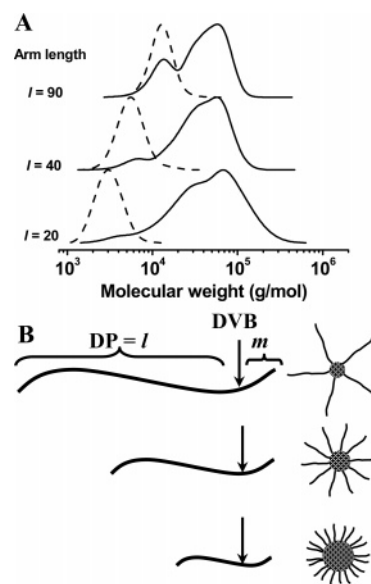 A
Arm length
l = 90
l = 40
l = 20
10³ 10⁴ 10⁵ 10⁶
Molecular weight (g/mol)
B
DVB
DP = l
m